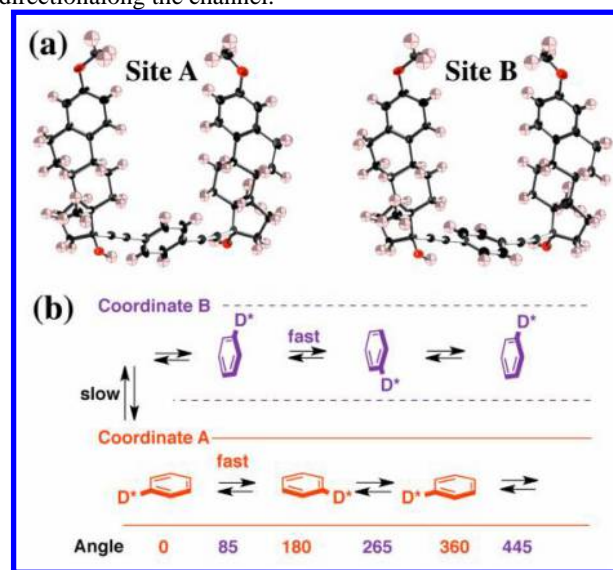 directionalong the channel.
(a) Site A Site B
(b) Coordinate B
D* D*
fast
D*
slow
Coordinate A
fast
D* D* D*
Angle 0 85 180 265 360 445